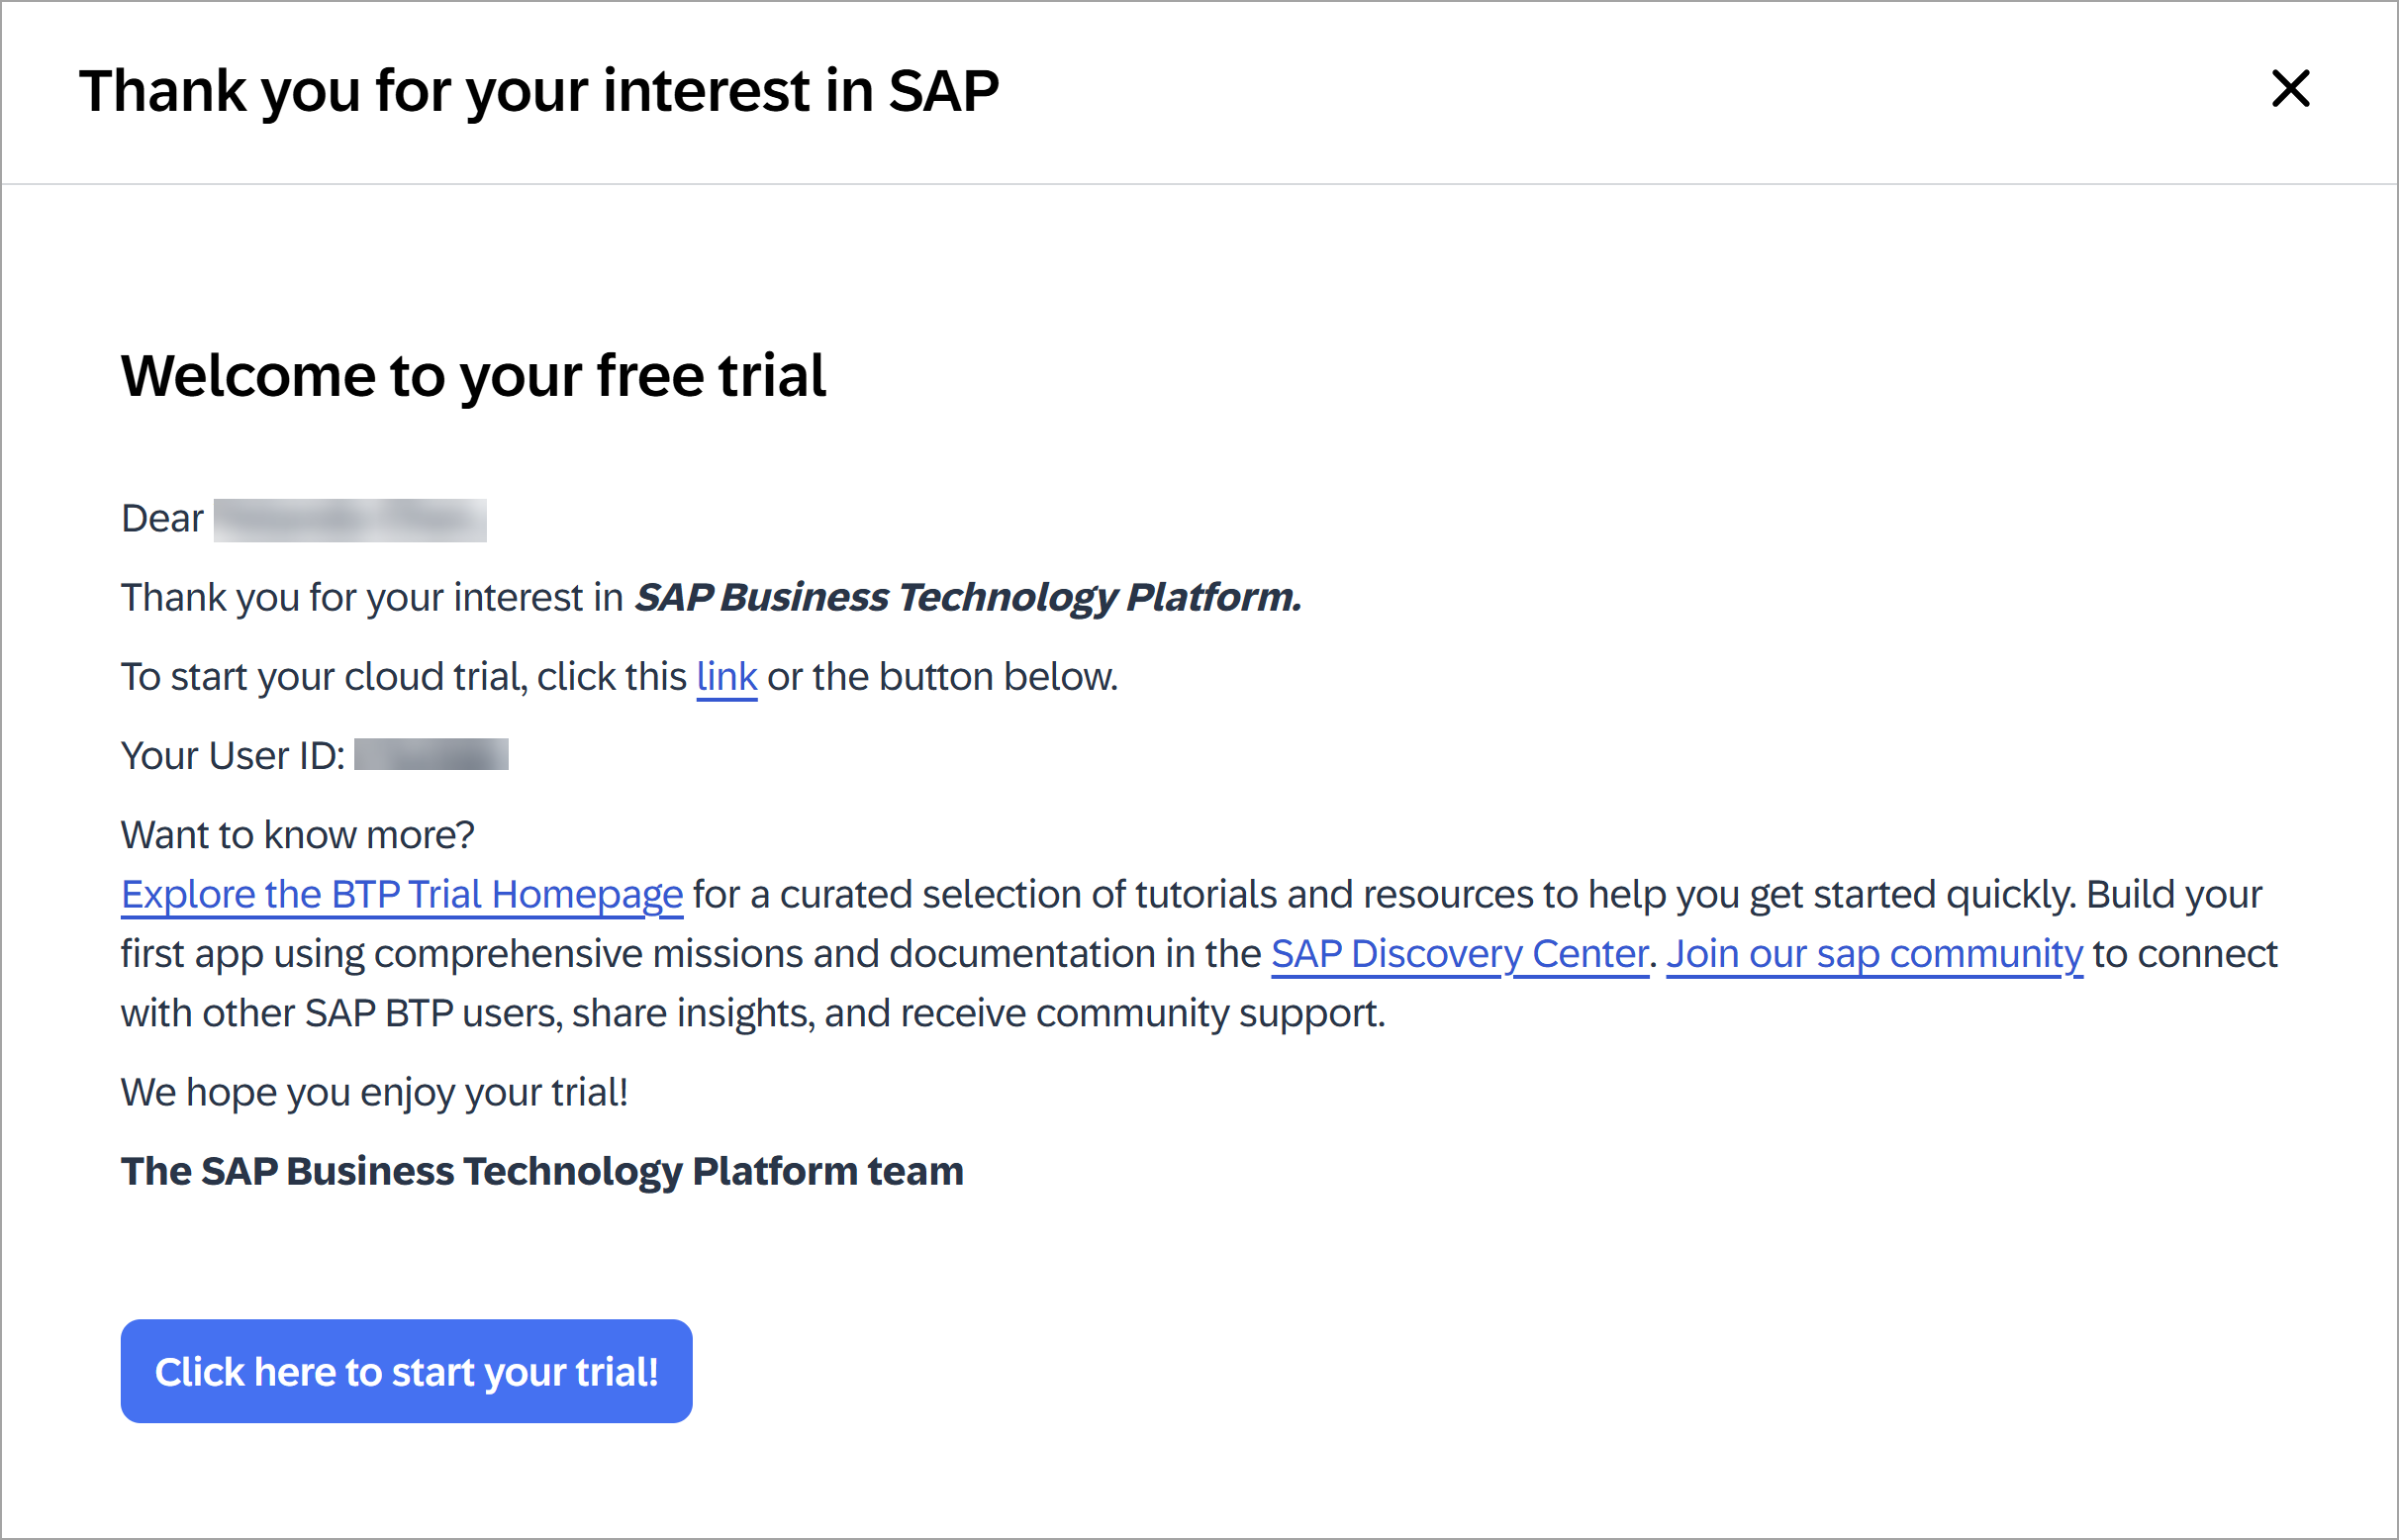 Thank you for your interest in SAP
Welcome to your free trial
Dear
Thank you for your interest in SAP Business Technology Platform.
To start your cloud trial, click this link or the button below.
Your User ID:
Want to know more?
Explore the BTP Trial Homepage for a curated selection of tutorials and resources to help you get started quickly. Build your
first app using comprehensive missions and documentation in the SAP Discovery Center. Join our sap community to connect
with other SAP BTP users, share insights, and receive community support.
We hope you enjoy your trial!
The SAP Business Technology Platform team
Click here to start your trial!